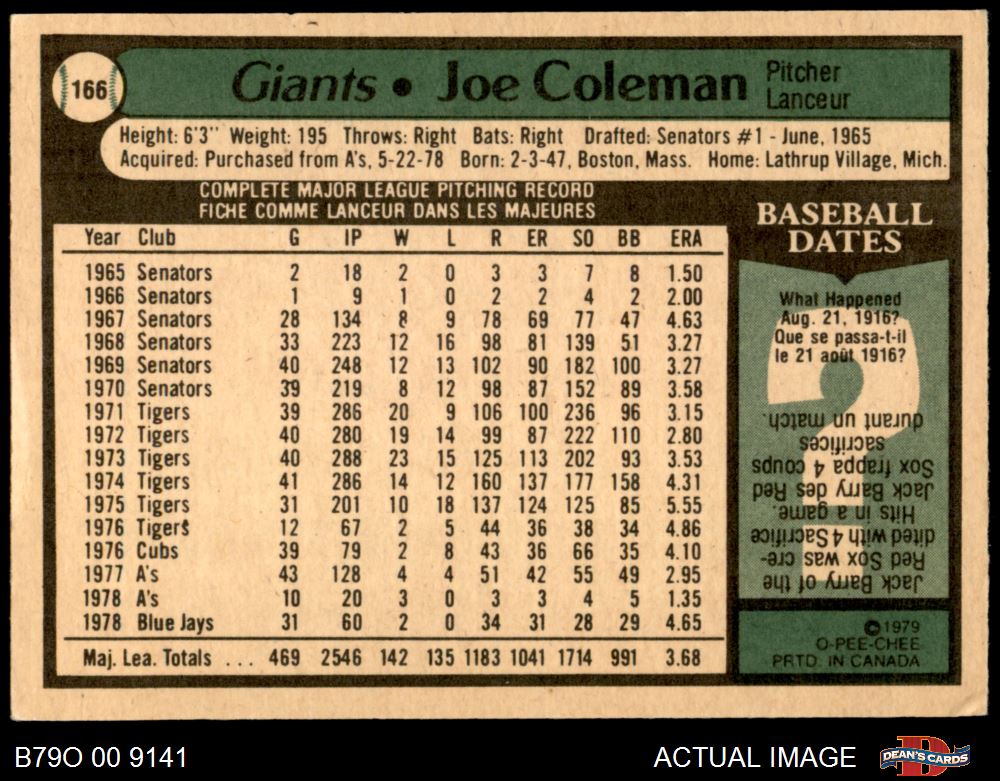 166
Giants • Joe Coleman
Pitcher
Lanceur
Height: 6'3" Weight: 195 Throws: Right Bats: Right Drafted: Senators #1 - June, 1965
Acquired: Purchased from A's, 5-22-78 Born: 2-3-47, Boston, Mass. Home: Lathrup Village, Mich.
COMPLETE MAJOR LEAGUE PITCHING RECORD
FICHE COMME LANCEUR DANS LES MAJEURES
Year Club G IP W L R ER SO BB ERA
1965 Senators 2 18 2 0 3 3 7 8 1.50
1966 Senators 1 9 1 0 2 2 4 2 2.00
1967 Senators 28 134 8 9 78 69 77 47 4.63
1968 Senators 33 223 12 16 98 81 139 51 3.27
1969 Senators 40 248 12 13 102 90 182 100 3.27
1970 Senators 39 219 8 12 98 87 152 89 3.58
1971 Tigers 39 286 20 9 106 100 236 96 3.15
1972 Tigers 40 280 19 14 99 87 222 110 2.80
1973 Tigers 40 288 23 15 125 113 202 93 3.53
1974 Tigers 41 286 14 12 160 137 177 158 4.31
1975 Tigers 31 201 10 18 137 124 125 85 5.55
1976 Tigers 12 67 2 5 44 36 38 34 4.86
1976 Cubs 39 79 2 8 43 36 66 35 4.10
1977 A's 43 128 4 4 51 42 55 49 2.95
1978 A's 10 20 3 0 3 3 4 5 1.35
1978 Blue Jays 31 60 2 0 34 31 28 29 4.65
Maj. Lea. Totals ... 469 2546 142 135 1183 1041 1714 991 3.68
BASEBALL
DATES
What Happened
Aug. 21, 1916?
Que se passa-t-il
le 21 août 1916?
Jack Barry of the
Red Sox was cre-
dited with 4 Sacrifice
Hits in a game.
Jack Barry des Red
Sox frappa 4 coups
sacrifices
durant un match.
©1979
O-PEE-CHEE
PRTD. IN CANADA
B79O 00 9141
ACTUAL IMAGE
DEAN'S CARDS